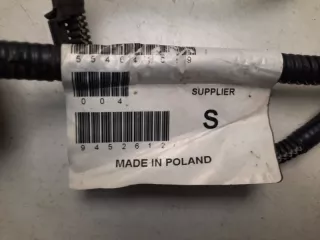 SUPPLIER
004
S
9452612
MADE IN POLAND